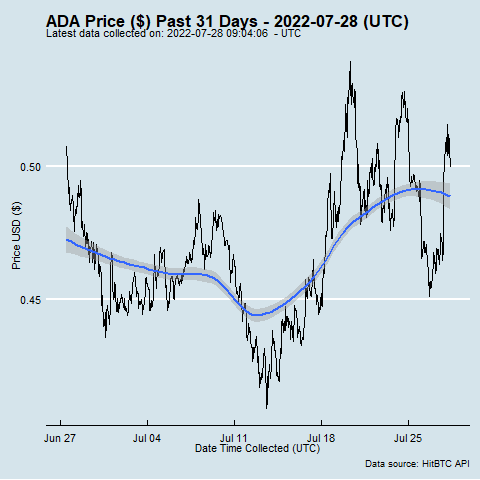 ADA Price ($) Past 31 Days - 2022-07-28 (UTC)
Latest data collected on: 2022-07-28 09:04:06  - UTC
Price USD ($)
0.50
0.45
Jun 27 Jul 04 Jul 11 Jul 18 Jul 25
Date Time Collected (UTC)
Data source: HitBTC API